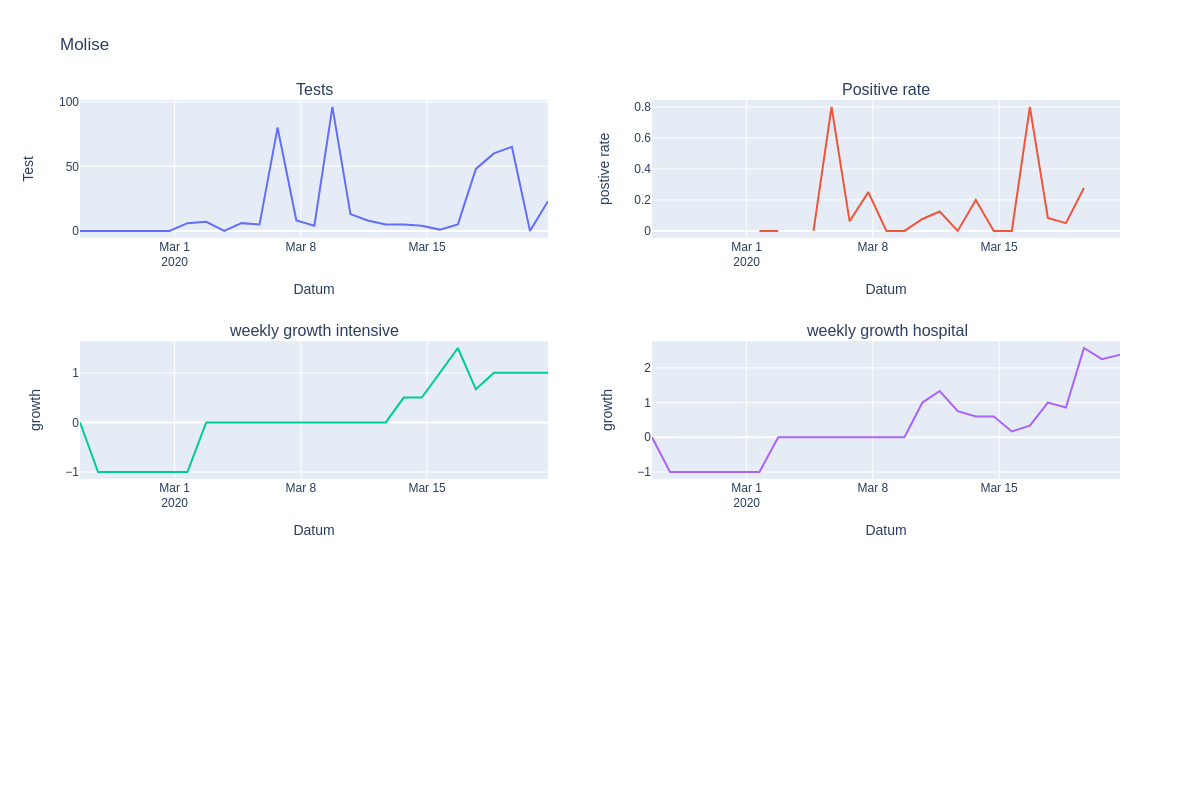 Molise
Tests
Test
100
50
0
Mar 1
2020
Mar 8
Mar 15
Datum
Positive rate
postive rate
0.8
0.6
0.4
0.2
0
Mar 1
2020
Mar 8
Mar 15
Datum
weekly growth intensive
growth
1
0
−1
Mar 1
2020
Mar 8
Mar 15
Datum
weekly growth hospital
growth
2
1
0
−1
Mar 1
2020
Mar 8
Mar 15
Datum